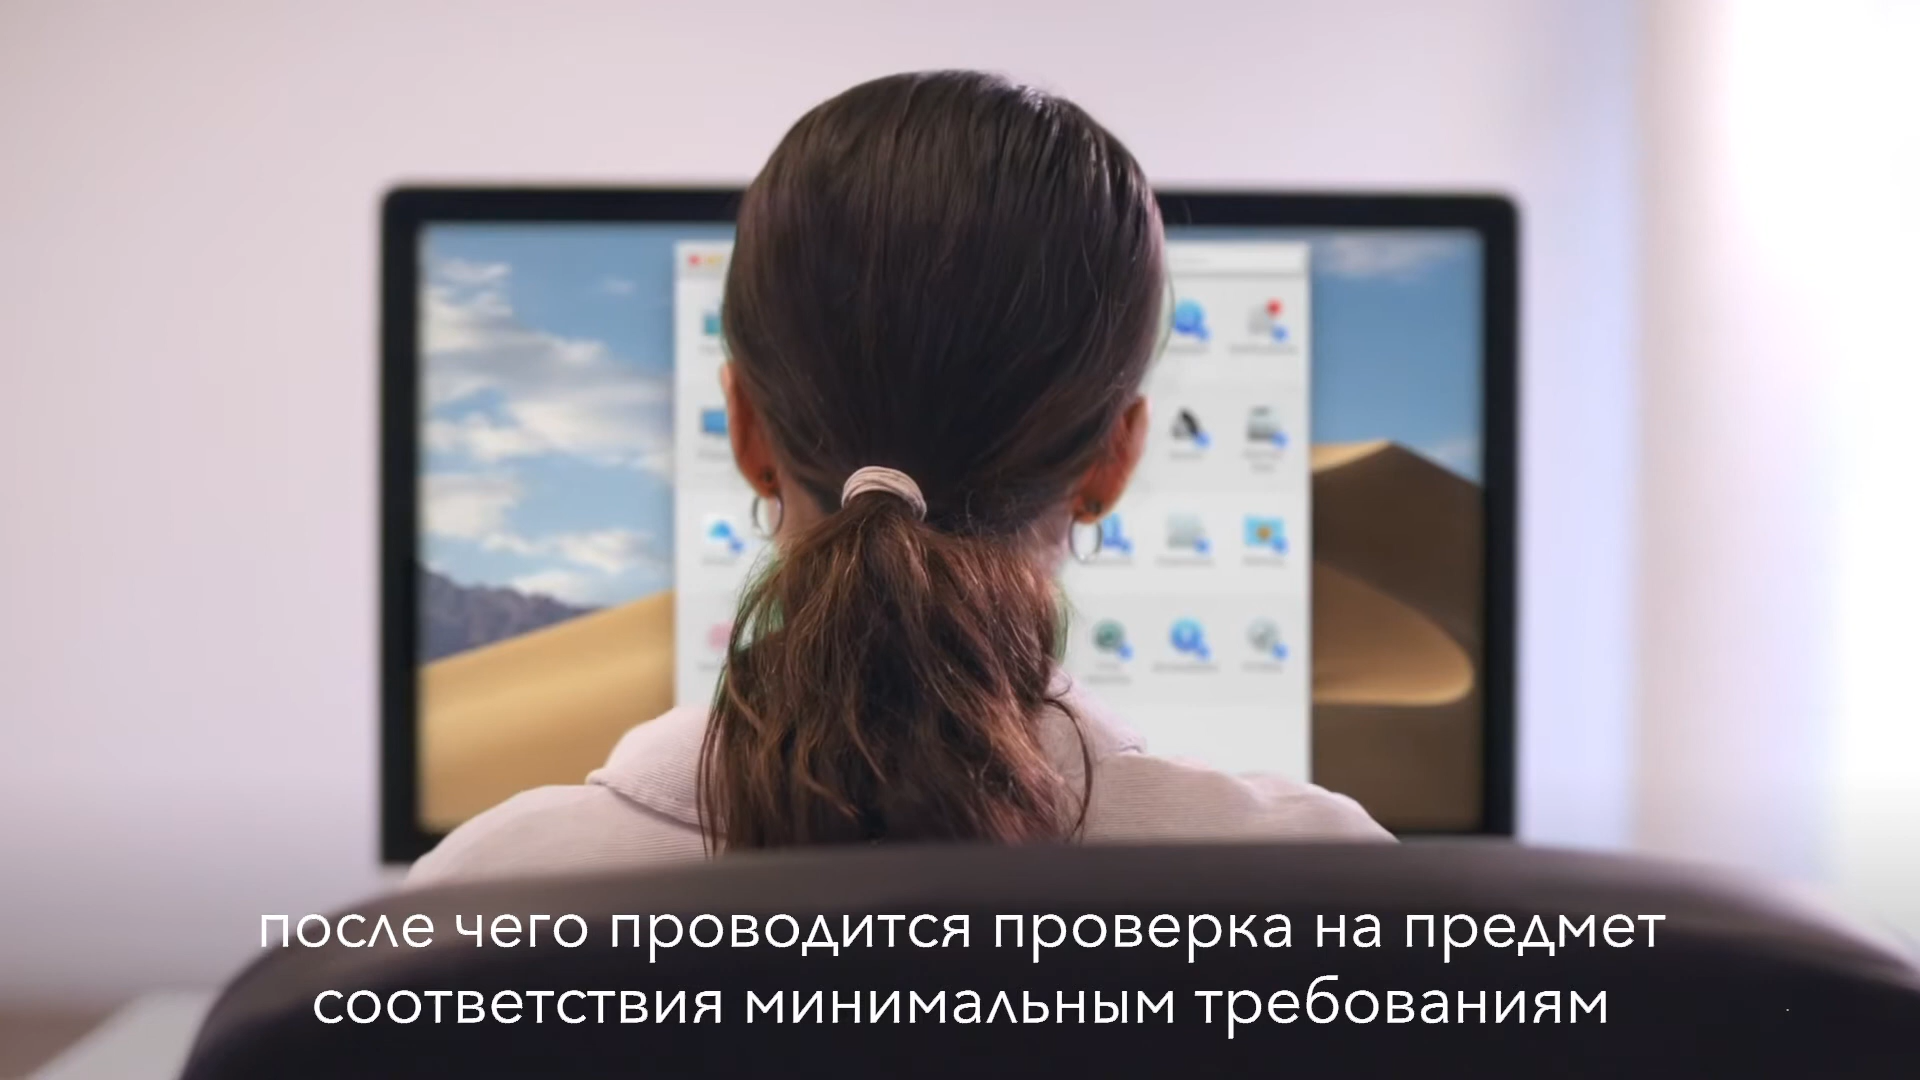 после чего проводится проверка на предмет
соответствия минимальным требованиям